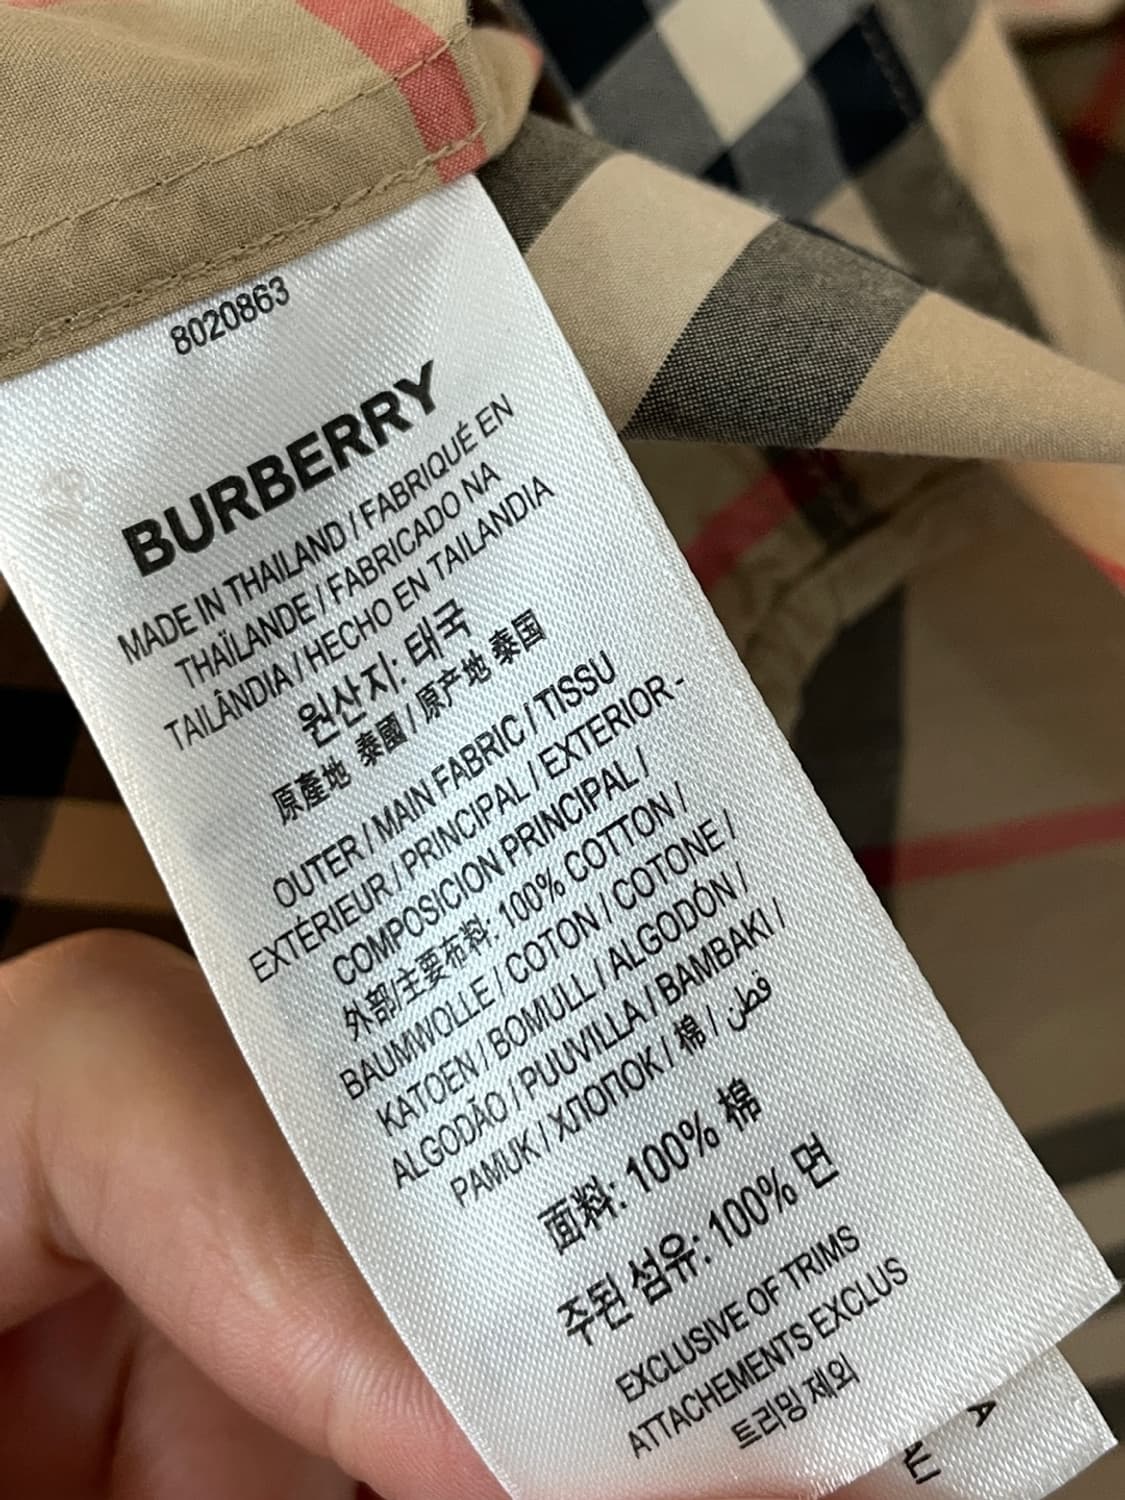 8020863
BURBERRY
MADE IN THAILAND / FABRIQUÉ EN
THAÏLANDE / FABRICADO NA
TAILÂNDIA / HECHO EN TAILANDIA
원산지: 태국
原產地 泰國 / 原产地 泰国
OUTER / MAIN FABRIC / TISSU
EXTÉRIEUR / PRINCIPAL / EXTERIOR -
COMPOSICION PRINCIPAL /
外部/主要布料: 100% COTTON /
BAUMWOLLE / COTON / COTONE /
KATOEN / BOMULL / ALGODÓN /
ALGODÃO / PUUVILLA / BAMBAKI /
PAMUK / ХЛОПОК / 棉 / قطن
面料: 100% 棉
주된 섬유: 100% 면
EXCLUSIVE OF TRIMS
ATTACHEMENTS EXCLUS
트리밍 제외